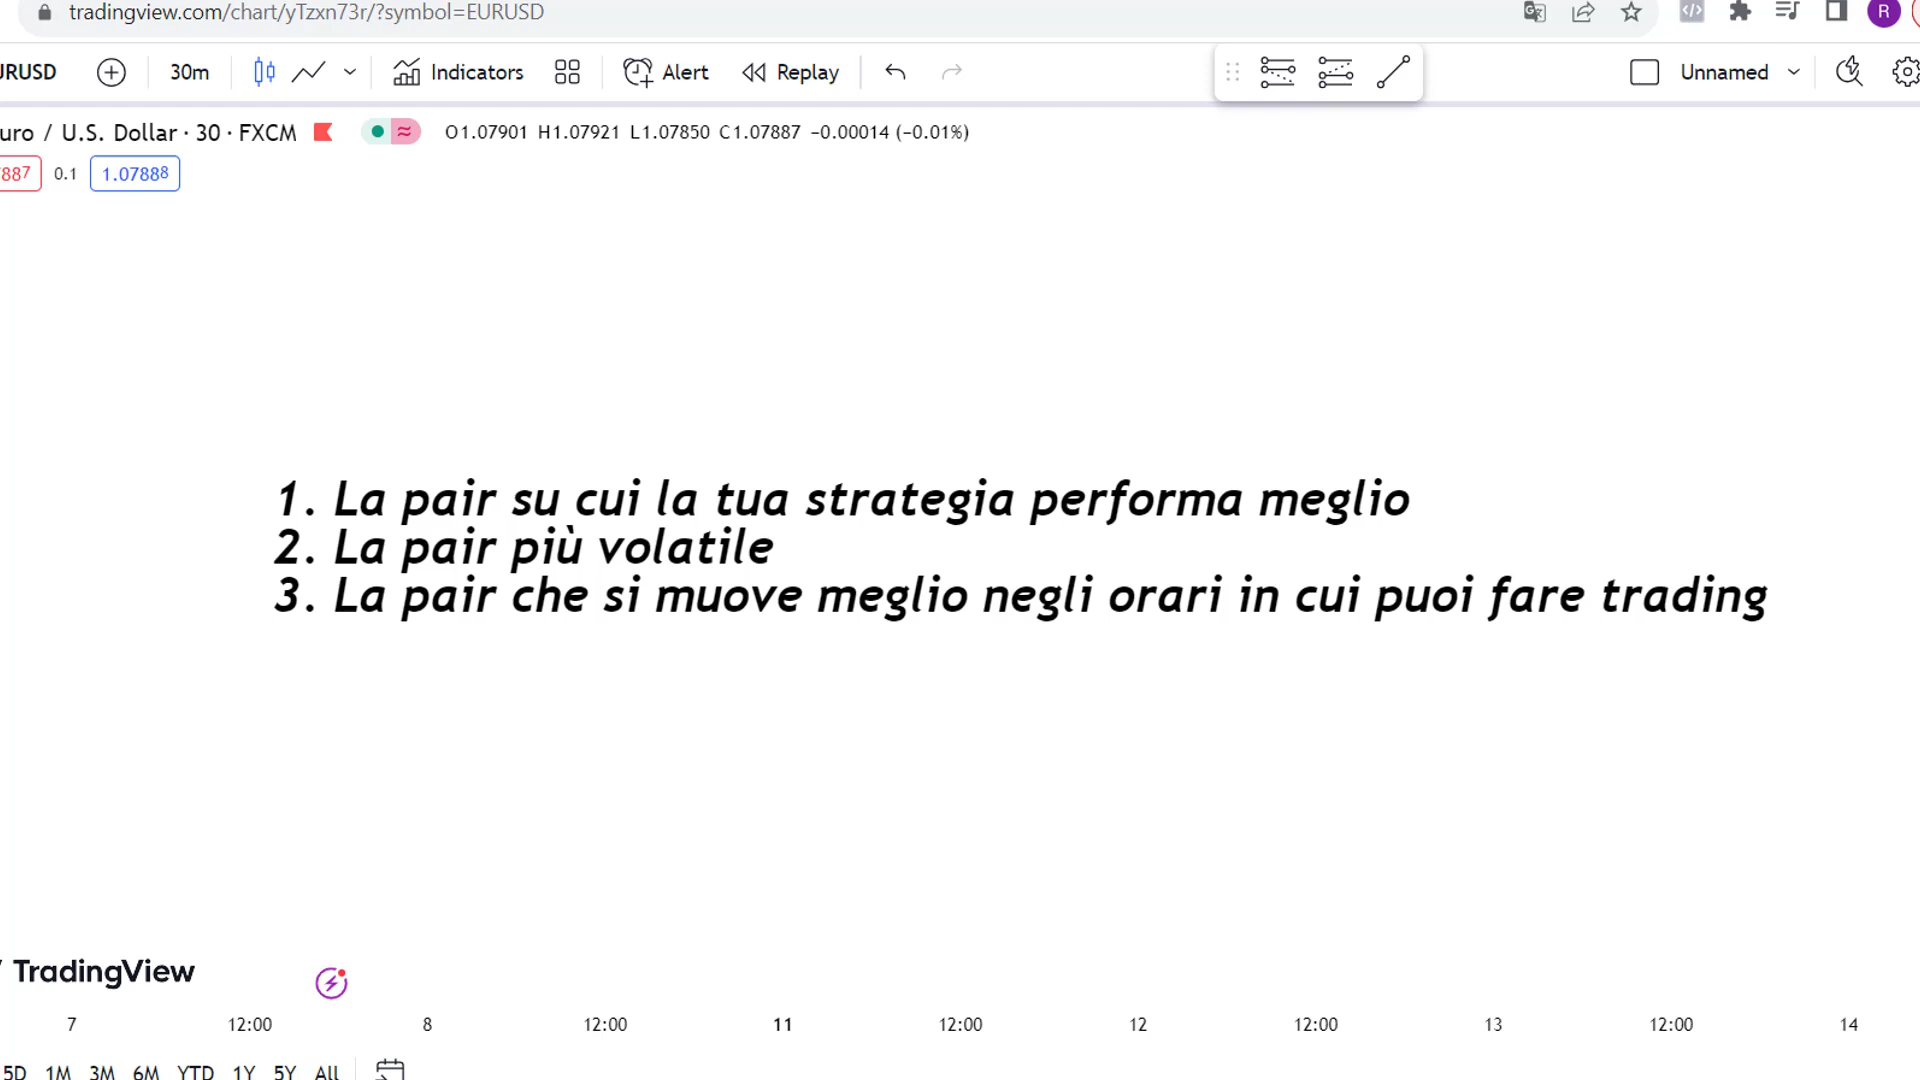 tradingview.com/chart/yTzxn73r/?symbol=EURUSD
R
URUSD 30m Indicators Alert Replay Unnamed
uro / U.S. Dollar · 30 · FXCM O1.07901 H1.07921 L1.07850 C1.07887 −0.00014 (−0.01%)
887 0.1 1.07888
1. La pair su cui la tua strategia performa meglio
2. La pair più volatile
3. La pair che si muove meglio negli orari in cui puoi fare trading
TradingView
7 12:00 8 12:00 11 12:00 12 12:00 13 12:00 14
5D 1M 3M 6M YTD 1Y 5Y All